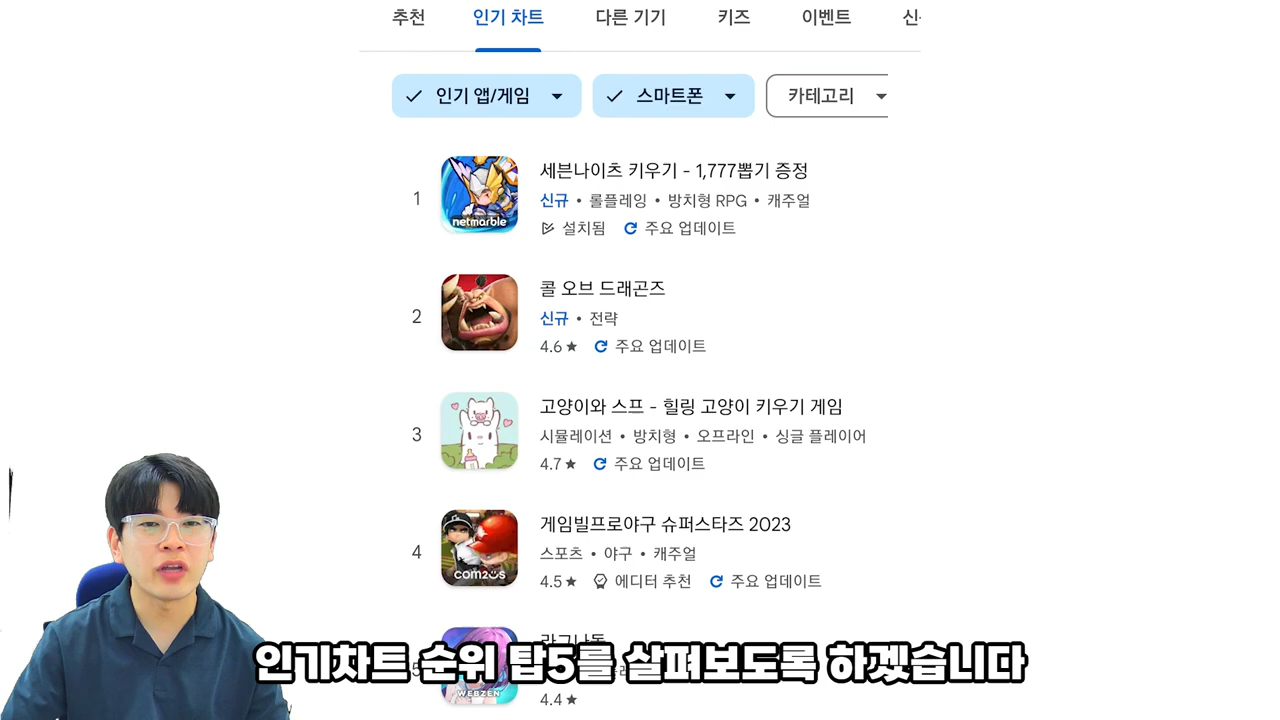 추천 인기 차트 다른 기기 키즈 이벤트
인기 앱/게임 스마트폰 카테고리
1
netmarble
세븐나이츠 키우기 - 1,777뽑기 증정
신규 • 롤플레잉 • 방치형 RPG • 캐주얼
설치됨 주요 업데이트
2
콜 오브 드래곤즈
신규 • 전략
4.6★ 주요 업데이트
3
고양이와 스프 - 힐링 고양이 키우기 게임
시뮬레이션 • 방치형 • 오프라인 • 싱글 플레이어
4.7★ 주요 업데이트
4
com2us
게임빌프로야구 슈퍼스타즈 2023
스포츠 • 야구 • 캐주얼
4.5★ 에디터 추천 주요 업데이트
5
라그나돌
인기차트 순위 탑5를 살펴보도록 하겠습니다
WEBZEN
4.4★